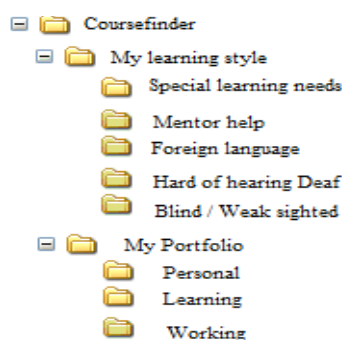 Coursefinder
My learning style
Special learning needs
Mentor help
Foreign language
Hard of hearing Deaf
Blind / Weak sighted
My Portfolio
Personal
Learning
Working